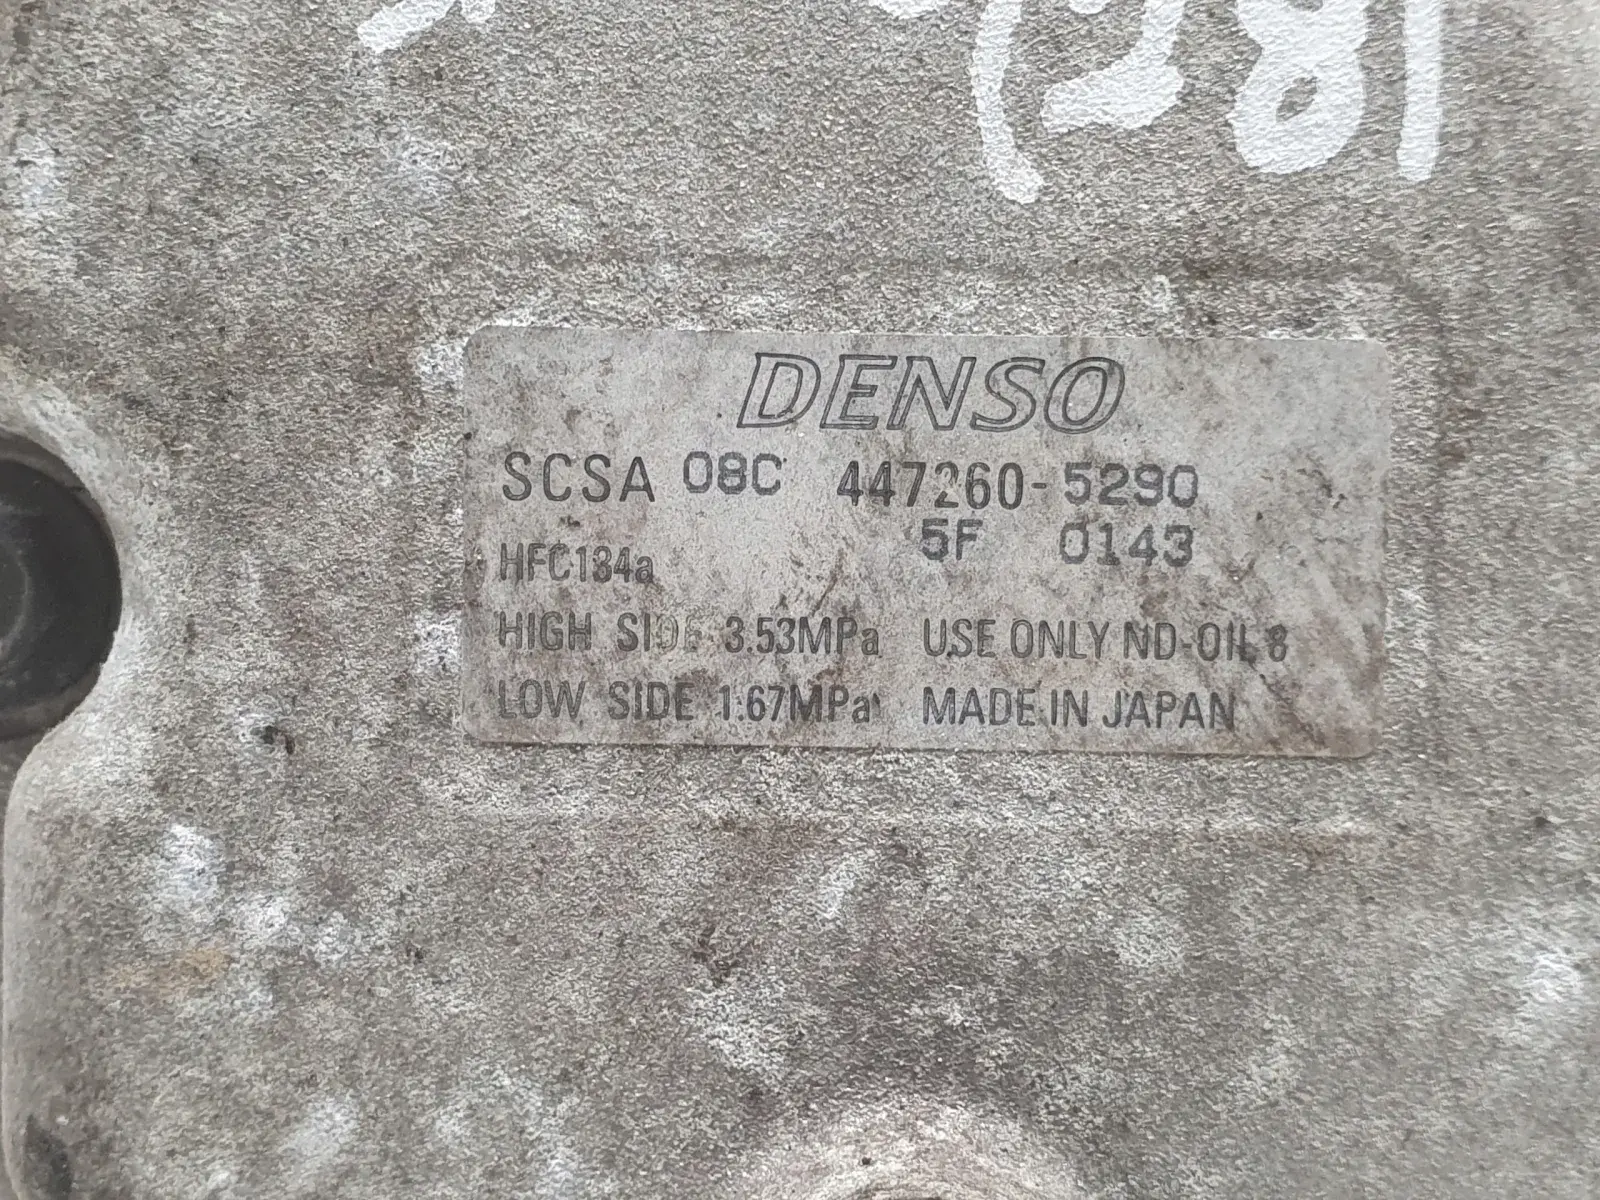 DENSO
SCSA 08C 447260-5290
5F 0143
HFC134a
HIGH SIDE 3.53MPa USE ONLY ND-OIL 8
LOW SIDE 1.67MPa MADE IN JAPAN